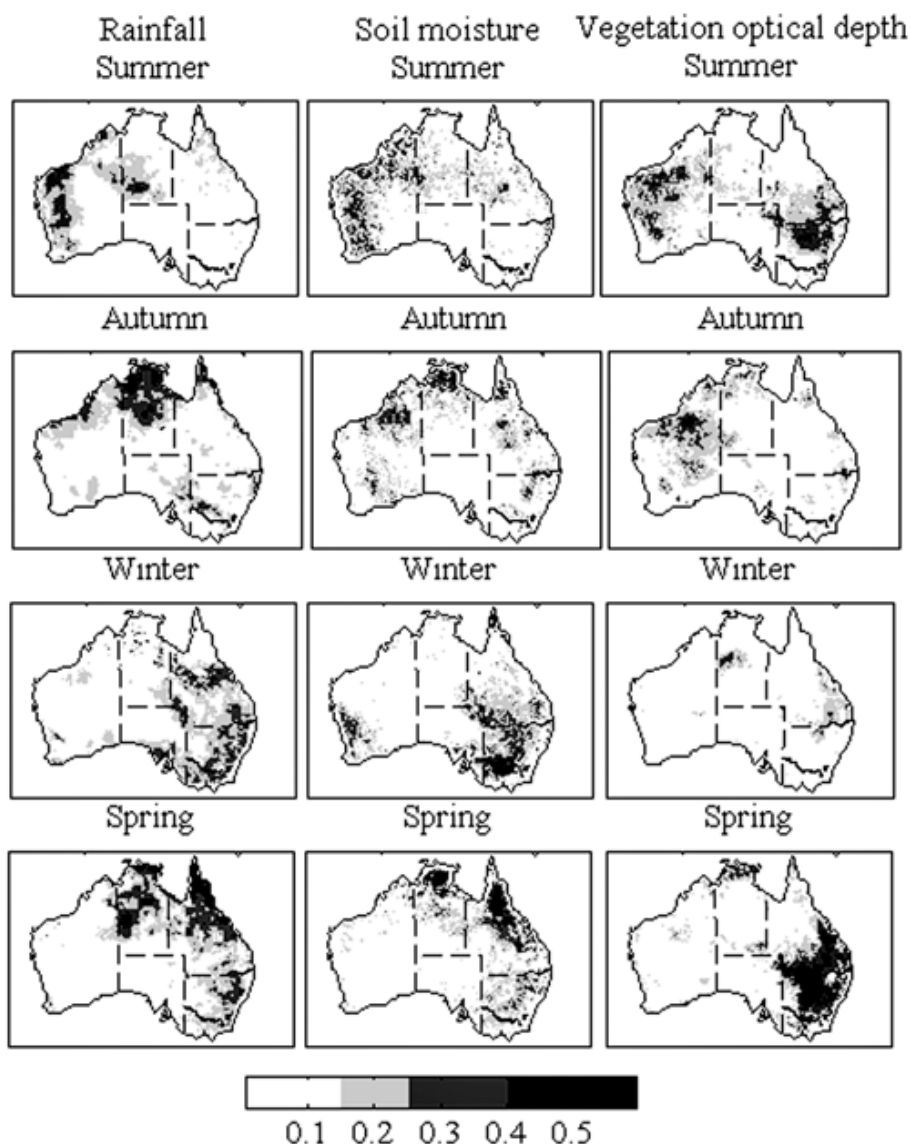 Rainfall
Summer
Soil moisture
Summer
Vegetation optical depth
Summer
Autumn
Autumn
Autumn
Winter
Winter
Winter
Spring
Spring
Spring
0.1 0.2 0.3 0.4 0.5